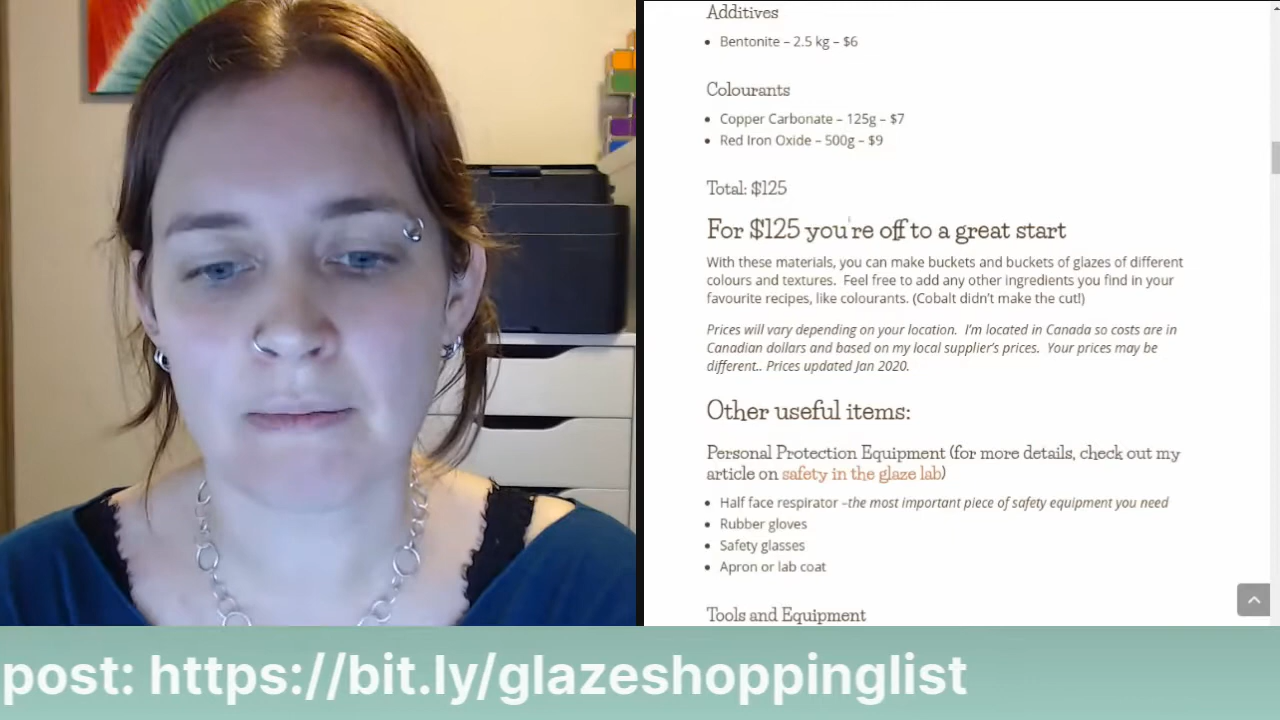 Additives
Bentonite – 2.5 kg – $6
Colourants
Copper Carbonate – 125g – $7
Red Iron Oxide – 500g – $9
Total: $125
For $125 you're off to a great start
With these materials, you can make buckets and buckets of glazes of different
colours and textures.  Feel free to add any other ingredients you find in your
favourite recipes, like colourants. (Cobalt didn't make the cut!)
Prices will vary depending on your location.  I'm located in Canada so costs are in
Canadian dollars and based on my local supplier's prices.  Your prices may be
different.. Prices updated Jan 2020.
Other useful items:
Personal Protection Equipment (for more details, check out my
article on safety in the glaze lab)
Half face respirator –the most important piece of safety equipment you need
Rubber gloves
Safety glasses
Apron or lab coat
Tools and Equipment
post: https://bit.ly/glazeshoppinglist